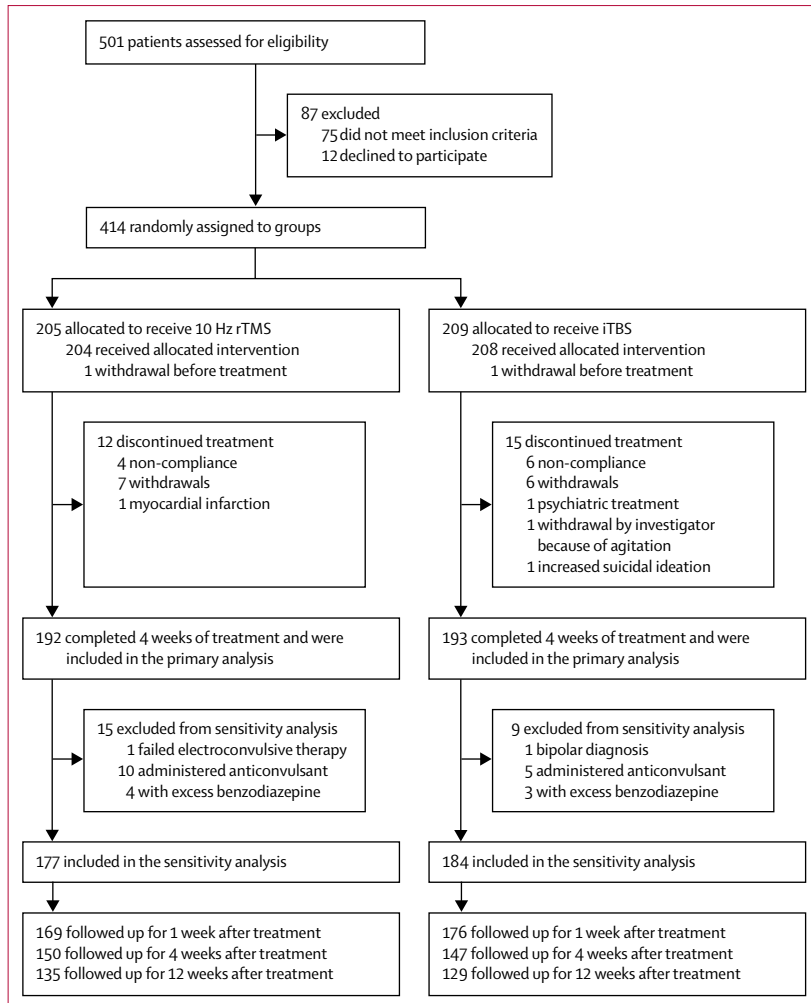 501 patients assessed for eligibility
87 excluded
75 did not meet inclusion criteria
12 declined to participate
414 randomly assigned to groups
205 allocated to receive 10 Hz rTMS
204 received allocated intervention
1 withdrawal before treatment
209 allocated to receive iTBS
208 received allocated intervention
1 withdrawal before treatment
12 discontinued treatment
4 non-compliance
7 withdrawals
1 myocardial infarction
15 discontinued treatment
6 non-compliance
6 withdrawals
1 psychiatric treatment
1 withdrawal by investigator
because of agitation
1 increased suicidal ideation
192 completed 4 weeks of treatment and were
included in the primary analysis
193 completed 4 weeks of treatment and were
included in the primary analysis
15 excluded from sensitivity analysis
1 failed electroconvulsive therapy
10 administered anticonvulsant
4 with excess benzodiazepine
9 excluded from sensitivity analysis
1 bipolar diagnosis
5 administered anticonvulsant
3 with excess benzodiazepine
177 included in the sensitivity analysis
184 included in the sensitivity analysis
169 followed up for 1 week after treatment
150 followed up for 4 weeks after treatment
135 followed up for 12 weeks after treatment
176 followed up for 1 week after treatment
147 followed up for 4 weeks after treatment
129 followed up for 12 weeks after treatment